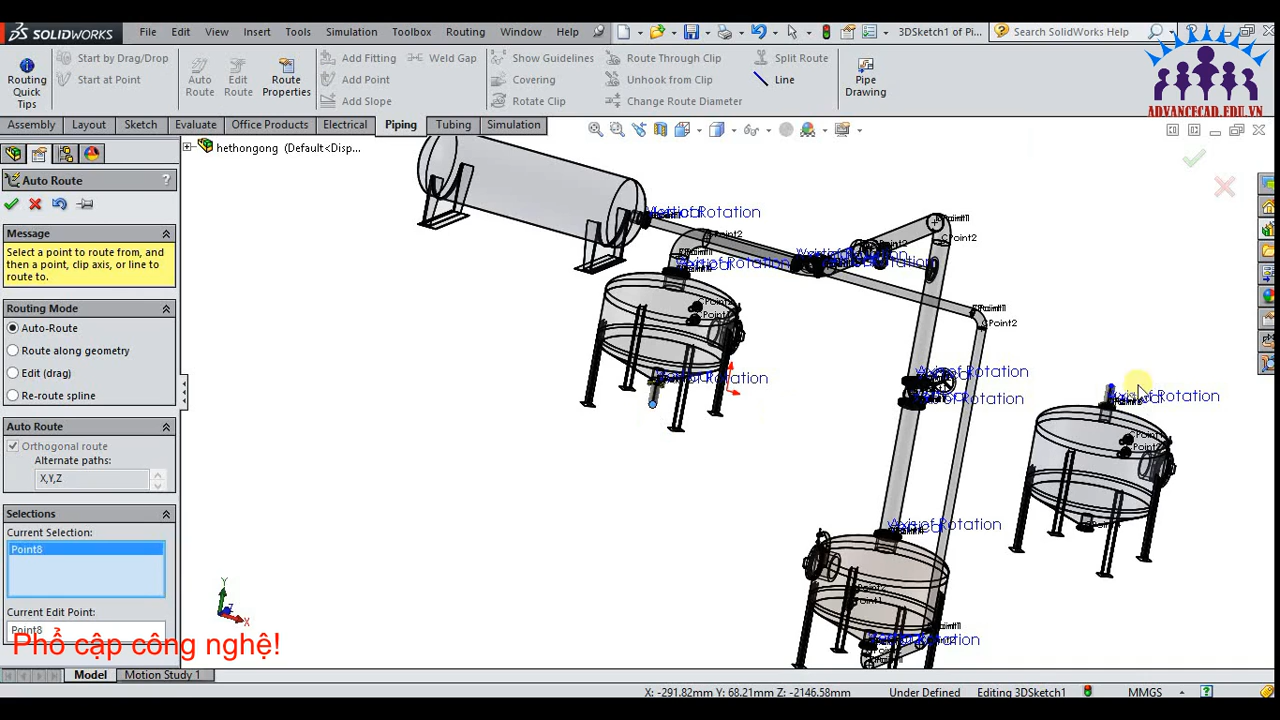 SOLIDWORKS File Edit View Insert Tools Simulation Toolbox Routing Window Help 3DSketch1 of Pi... Search SolidWorks Help
Routing Quick Tips
Start by Drag/Drop
Start at Point
Auto Route
Edit Route
Route Properties
Add Fitting
Weld Gap
Add Point
Add Slope
Show Guidelines
Covering
Rotate Clip
Route Through Clip
Unhook from Clip
Change Route Diameter
Split Route
Line
Pipe Drawing
ADVANCECAD.EDU.VN
Assembly Layout Sketch Evaluate Office Products Electrical Piping Tubing Simulation
hethongong (Default<Disp...
Auto Route ?
Message
Select a point to route from, and
then a point, clip axis, or line to
route to.
Routing Mode
Auto-Route
Route along geometry
Edit (drag)
Re-route spline
Auto Route
Orthogonal route
Alternate paths:
X,Y,Z
Selections
Current Selection:
Point8
Current Edit Point:
Point8
Phổ cập công nghệ!
of Rotation
CPoint2
Axis of Rotation
CPoint2
CPoint2
Axis of Rotation
Axis of Rotation
Axis of Rotation
Axis of Rotation
Y
X
Model Motion Study 1
X: -291.82mm Y: 68.21mm Z: -2146.58mm Under Defined Editing 3DSketch1 MMGS